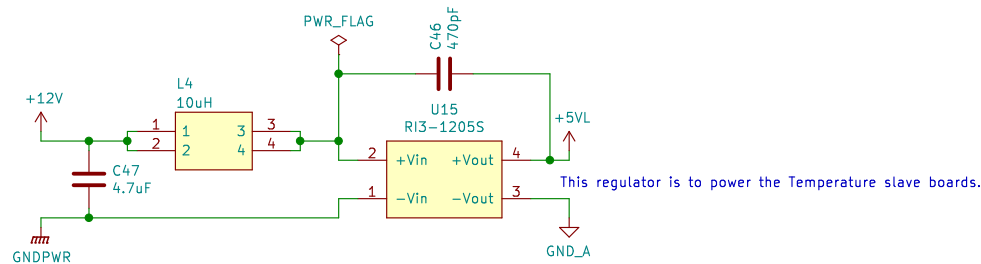 PWR_FLAG
C46
470pF
L4
10uH
+12V
1
2
1
2
3
4
3
4
U15
RI3-1205S
+5VL
2
+Vin
+Vout
4
C47
4.7uF
This regulator is to power the Temperature slave boards.
1
-Vin
-Vout
3
GNDPWR
GND_A